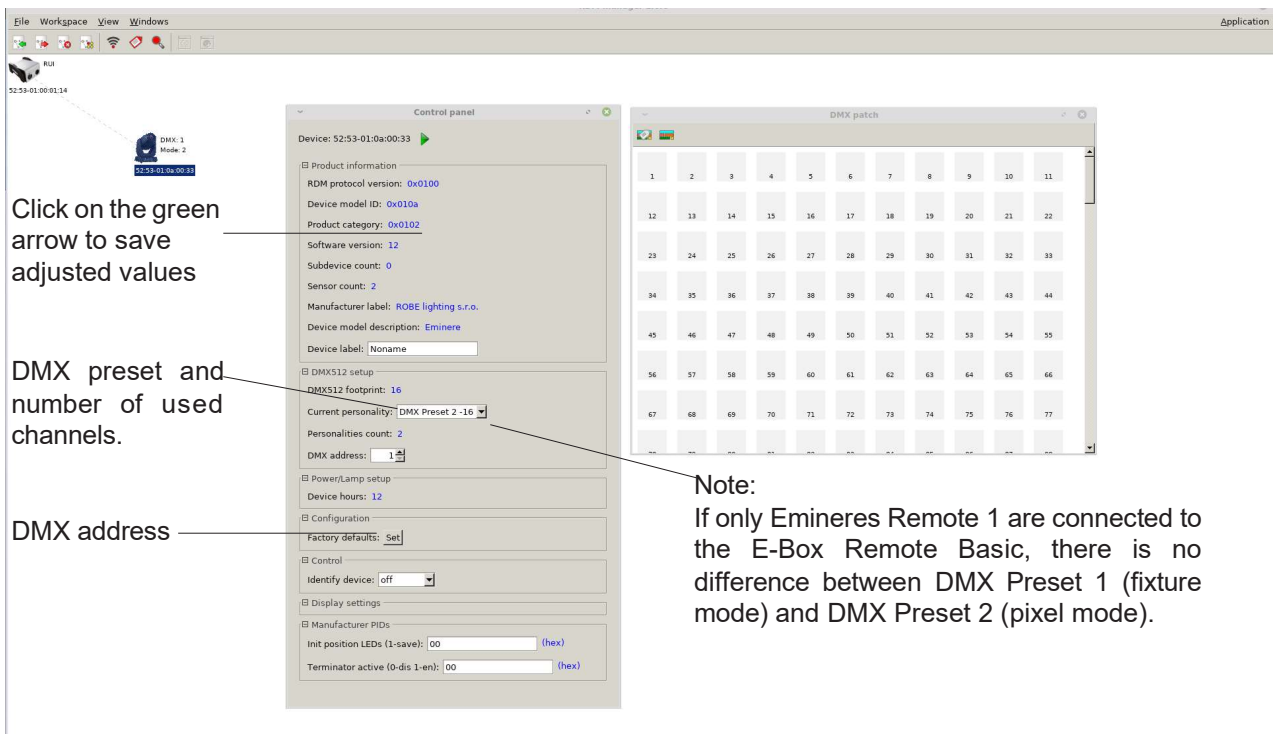 File Workspace View Windows Application
RUI
52:53-01:00:01:14
DMX: 1
Mode: 2
52:53-01:0a:00:33
Click on the green
arrow to save
adjusted values
DMX preset and
number of used
channels.
DMX address
Control panel
Device: 52:53-01:0a:00:33
Product information
RDM protocol version: 0x0100
Device model ID: 0x010a
Product category: 0x0102
Software version: 12
Subdevice count: 0
Sensor count: 2
Manufacturer label: ROBE lighting s.r.o.
Device model description: Eminere
Device label: Noname
DMX512 setup
DMX512 footprint: 16
Current personality: DMX Preset 2 -16
Personalities count: 2
DMX address: 1
Power/Lamp setup
Device hours: 12
Configuration
Factory defaults: Set
Control
Identify device: off
Display settings
Manufacturer PIDs
Init position LEDs (1-save): 00 (hex)
Terminator active (0-dis 1-en): 00 (hex)
DMX patch
1 2 3 4 5 6 7 8 9 10 11
12 13 14 15 16 17 18 19 20 21 22
23 24 25 26 27 28 29 30 31 32 33
34 35 36 37 38 39 40 41 42 43 44
45 46 47 48 49 50 51 52 53 54 55
56 57 58 59 60 61 62 63 64 65 66
67 68 69 70 71 72 73 74 75 76 77
Note:
If only Emineres Remote 1 are connected to
the E-Box Remote Basic, there is no
difference between DMX Preset 1 (fixture
mode) and DMX Preset 2 (pixel mode).